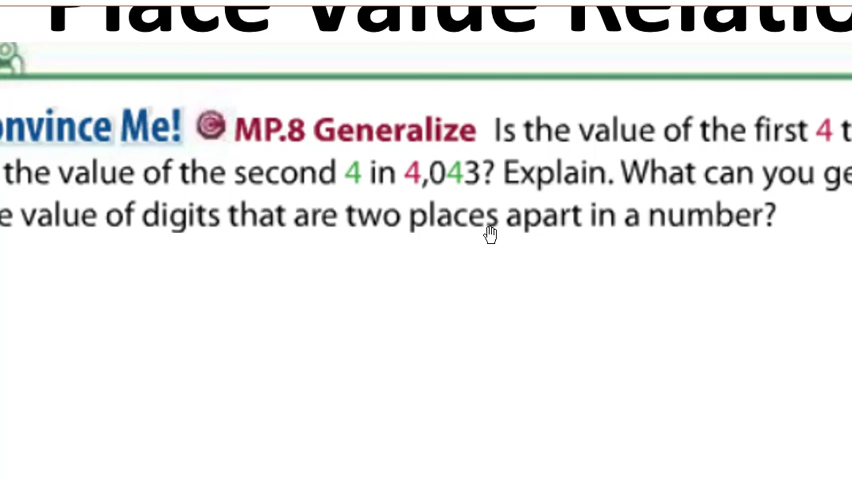 Place Value Relatio
onvince Me! MP.8 Generalize Is the value of the first 4 t
the value of the second 4 in 4,043? Explain. What can you ge
e value of digits that are two places apart in a number?